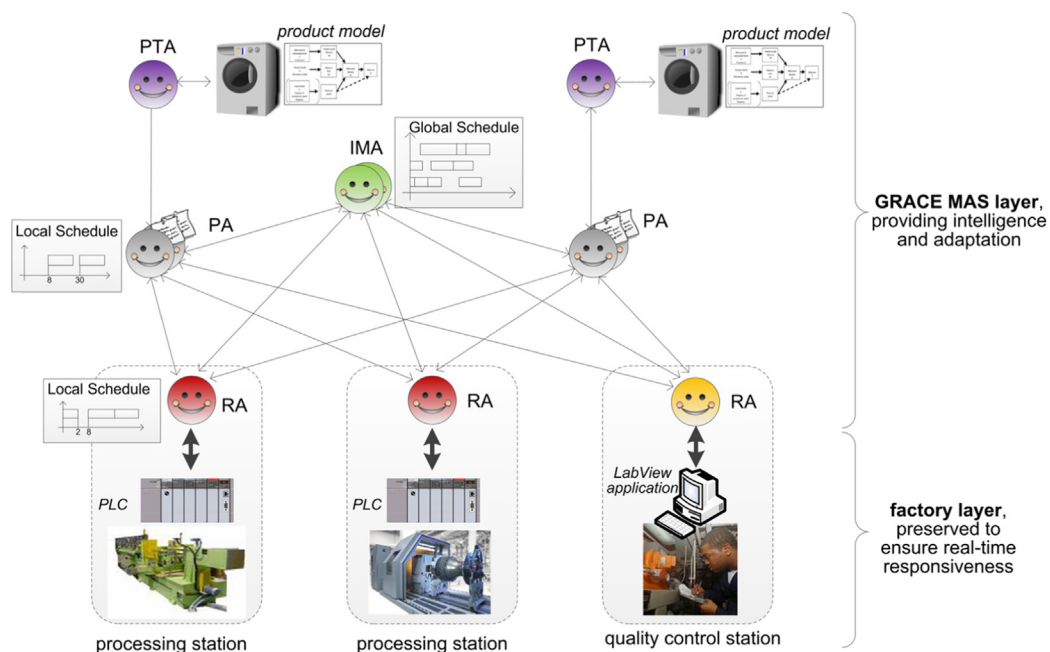 product model
PTA
product model
PTA
Global Schedule
IMA
PA
Local Schedule
8 30
PA
GRACE MAS layer,
providing intelligence
and adaptation
Local Schedule
2 8
RA
RA
RA
PLC
PLC
LabView
application
factory layer,
preserved to
ensure real-time
responsiveness
processing station
processing station
quality control station